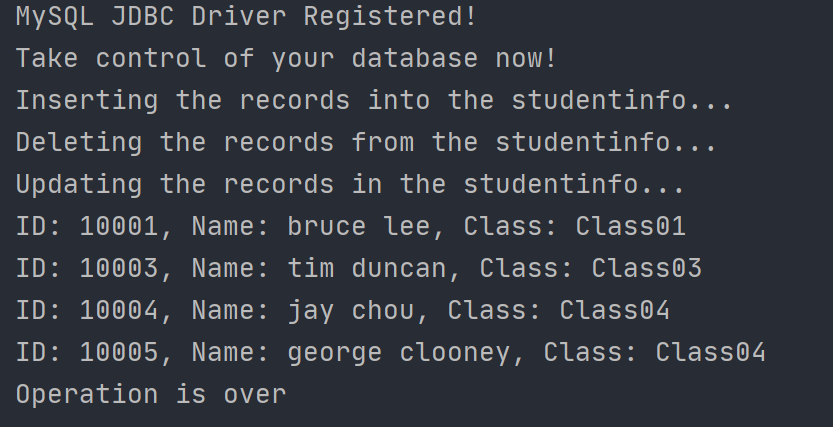 MySQL JDBC Driver Registered!
Take control of your database now!
Inserting the records into the studentinfo...
Deleting the records from the studentinfo...
Updating the records in the studentinfo...
ID: 10001, Name: bruce lee, Class: Class01
ID: 10003, Name: tim duncan, Class: Class03
ID: 10004, Name: jay chou, Class: Class04
ID: 10005, Name: george clooney, Class: Class04
Operation is over